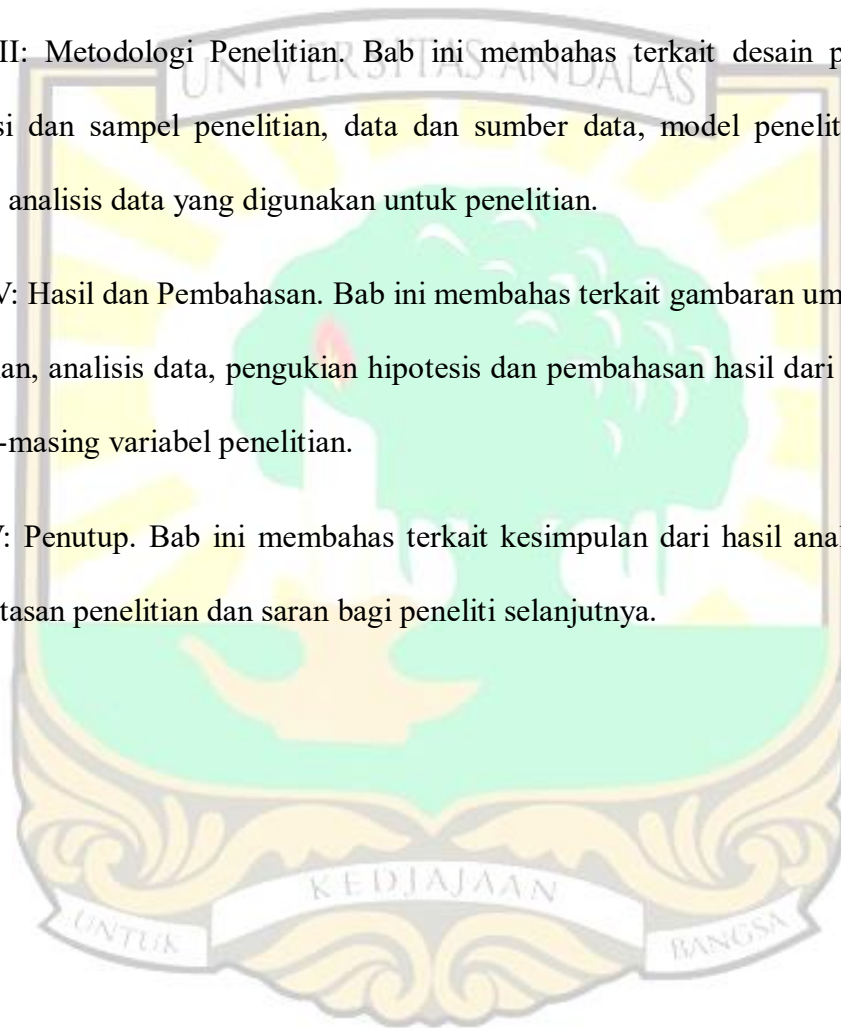 UNIVERSITAS ANDALAS
II: Metodologi Penelitian. Bab ini membahas terkait desain p
si dan sampel penelitian, data dan sumber data, model penelit
analisis data yang digunakan untuk penelitian.
V: Hasil dan Pembahasan. Bab ini membahas terkait gambaran um
an, analisis data, pengukian hipotesis dan pembahasan hasil dari
-masing variabel penelitian.
V: Penutup. Bab ini membahas terkait kesimpulan dari hasil anal
tasan penelitian dan saran bagi peneliti selanjutnya.
KEDJAJAAN
UNTUK BANGSA